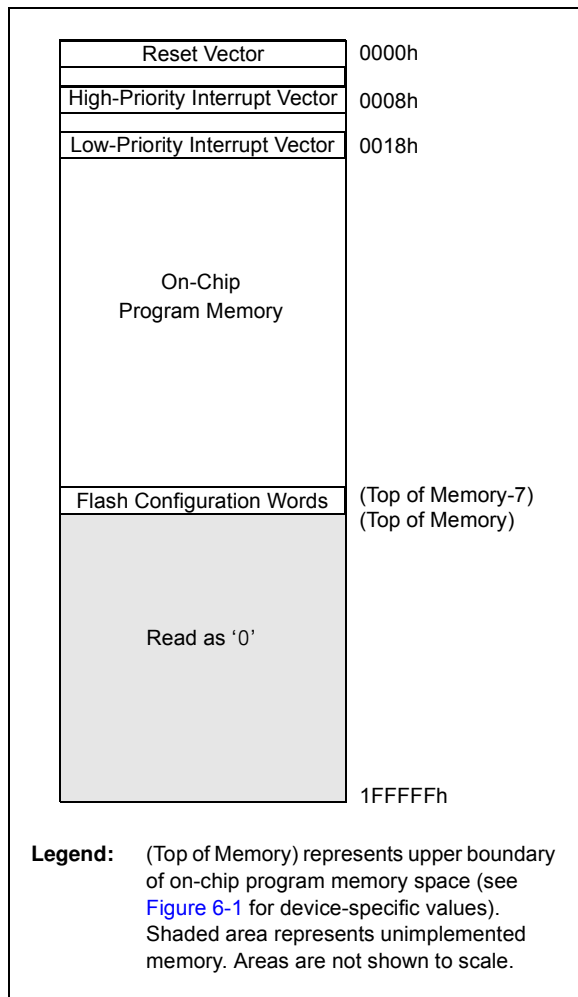 Reset Vector 0000h
High-Priority Interrupt Vector 0008h
Low-Priority Interrupt Vector 0018h
On-Chip
Program Memory
Flash Configuration Words (Top of Memory-7)
(Top of Memory)
Read as ‘0’
1FFFFFh
Legend: (Top of Memory) represents upper boundary
of on-chip program memory space (see
Figure 6-1 for device-specific values).
Shaded area represents unimplemented
memory. Areas are not shown to scale.